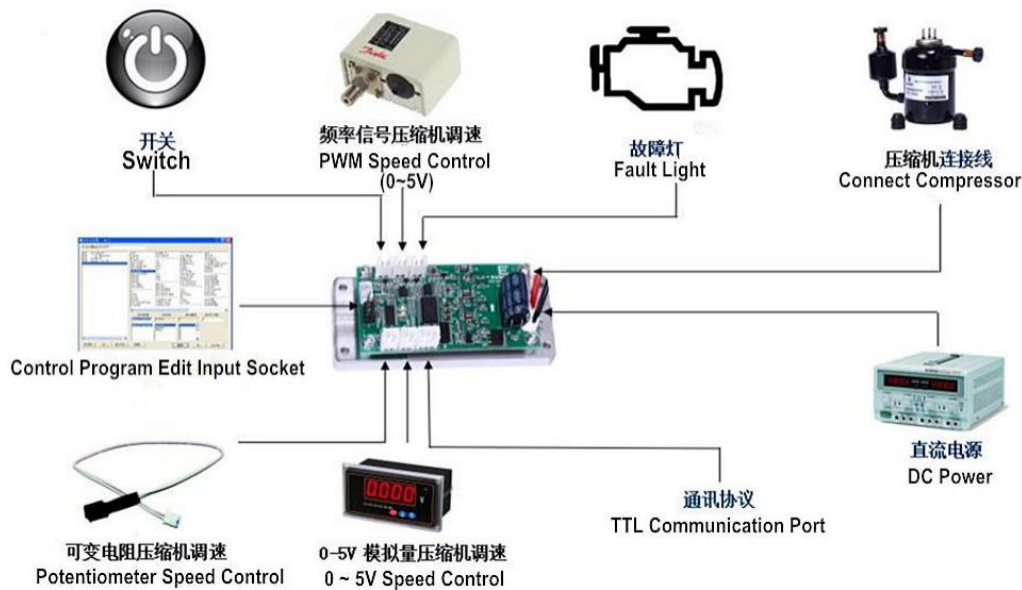 开关
Switch
Danfoss
频率信号压缩机调速
PWM Speed Control
(0~5V)
故障灯
Fault Light
压缩机连接线
Connect Compressor
Control Program Edit Input Socket
直流电源
DC Power
0.000
V
可变电阻压缩机调速
Potentiometer Speed Control
0-5V 模拟量压缩机调速
0 ~ 5V Speed Control
通讯协议
TTL Communication Port